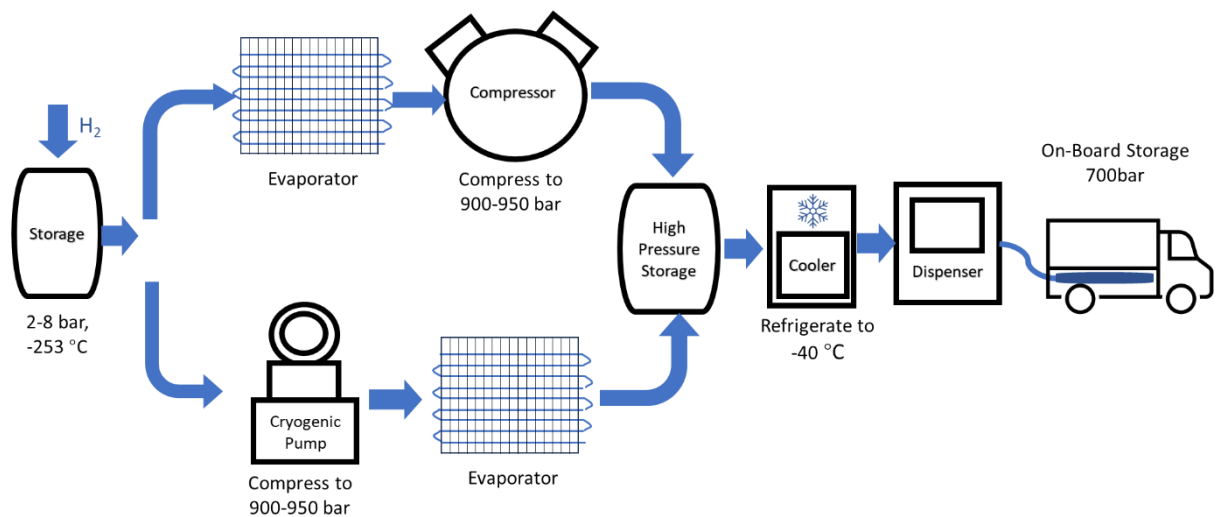 H₂
Storage
2-8 bar,
-253 °C
Evaporator
Compressor
Compress to
900-950 bar
Cryogenic
Pump
Compress to
900-950 bar
Evaporator
High
Pressure
Storage
Cooler
Refrigerate to
-40 °C
Dispenser
On-Board Storage
700bar